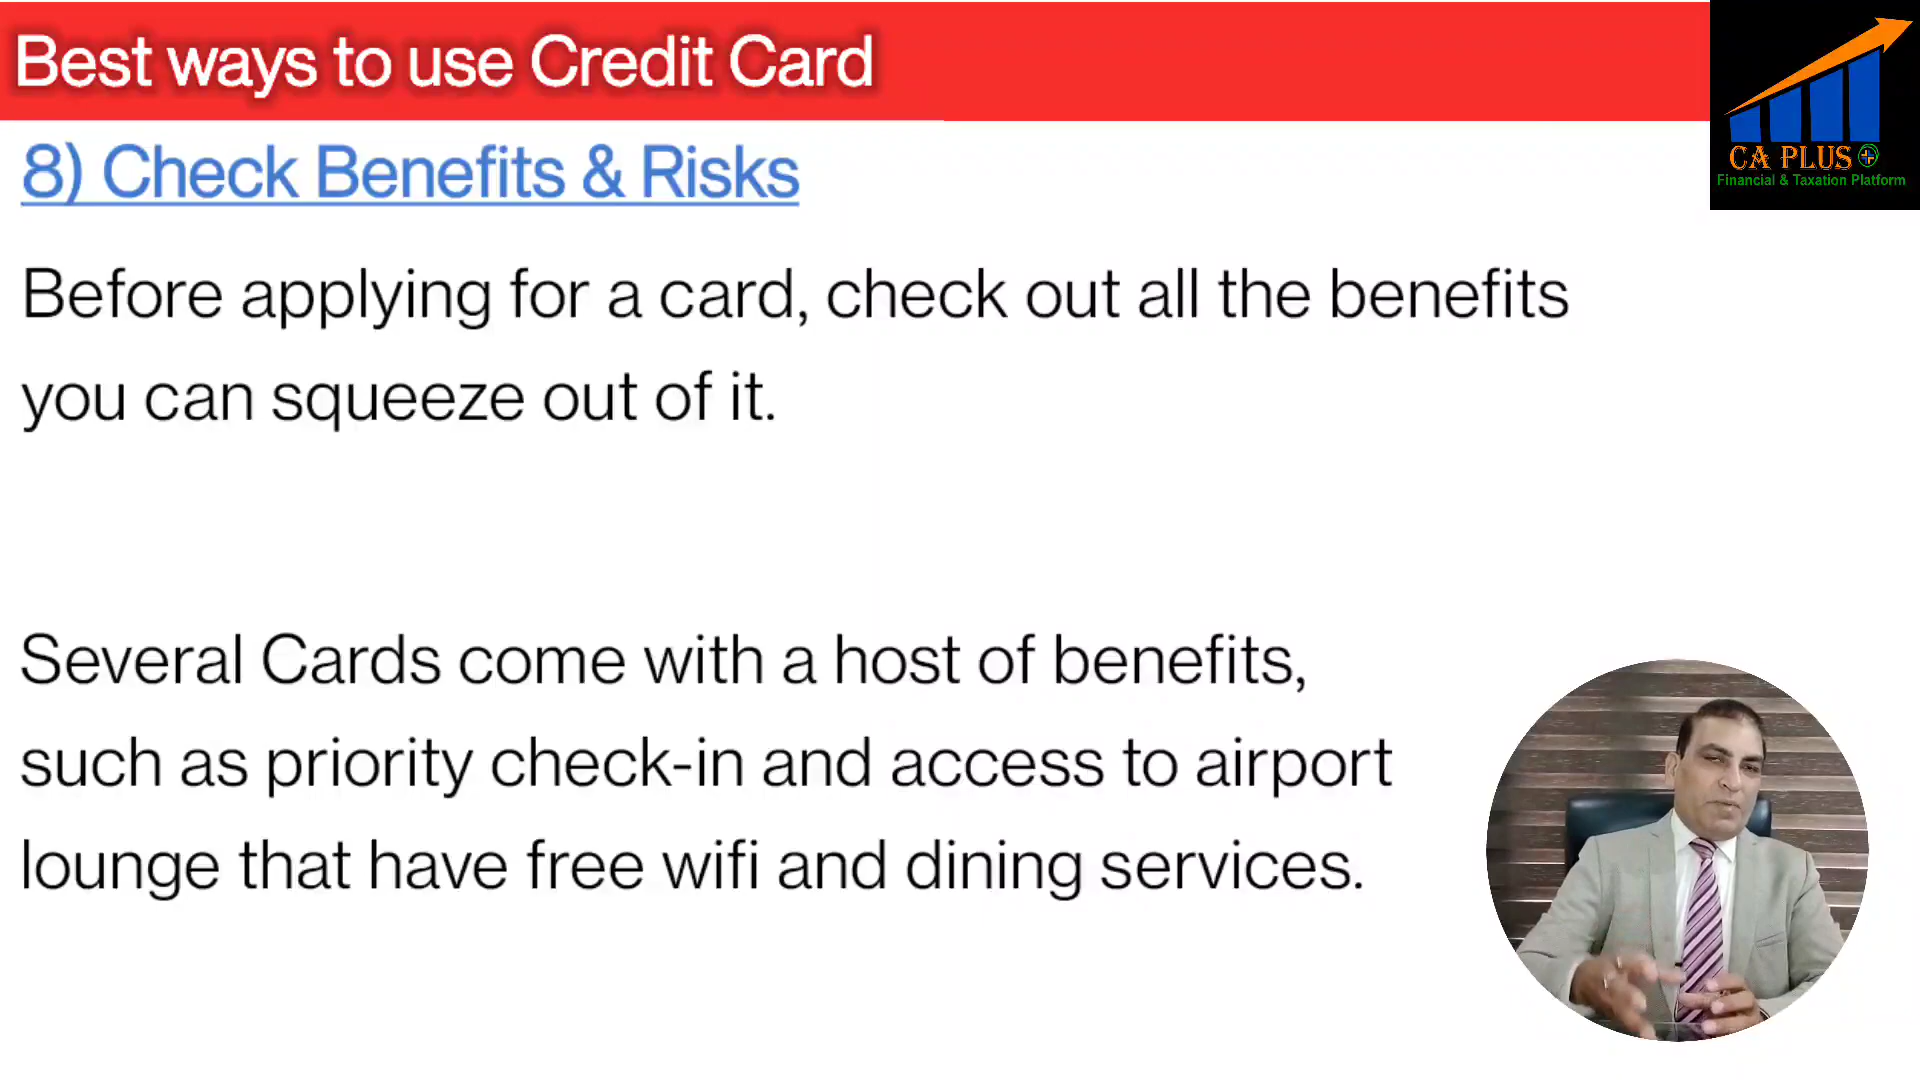 Best ways to use Credit Card
CA PLUS
Financial & Taxation Platform
8) Check Benefits & Risks
Before applying for a card, check out all the benefits
you can squeeze out of it.
Several Cards come with a host of benefits,
such as priority check-in and access to airport
lounge that have free wifi and dining services.